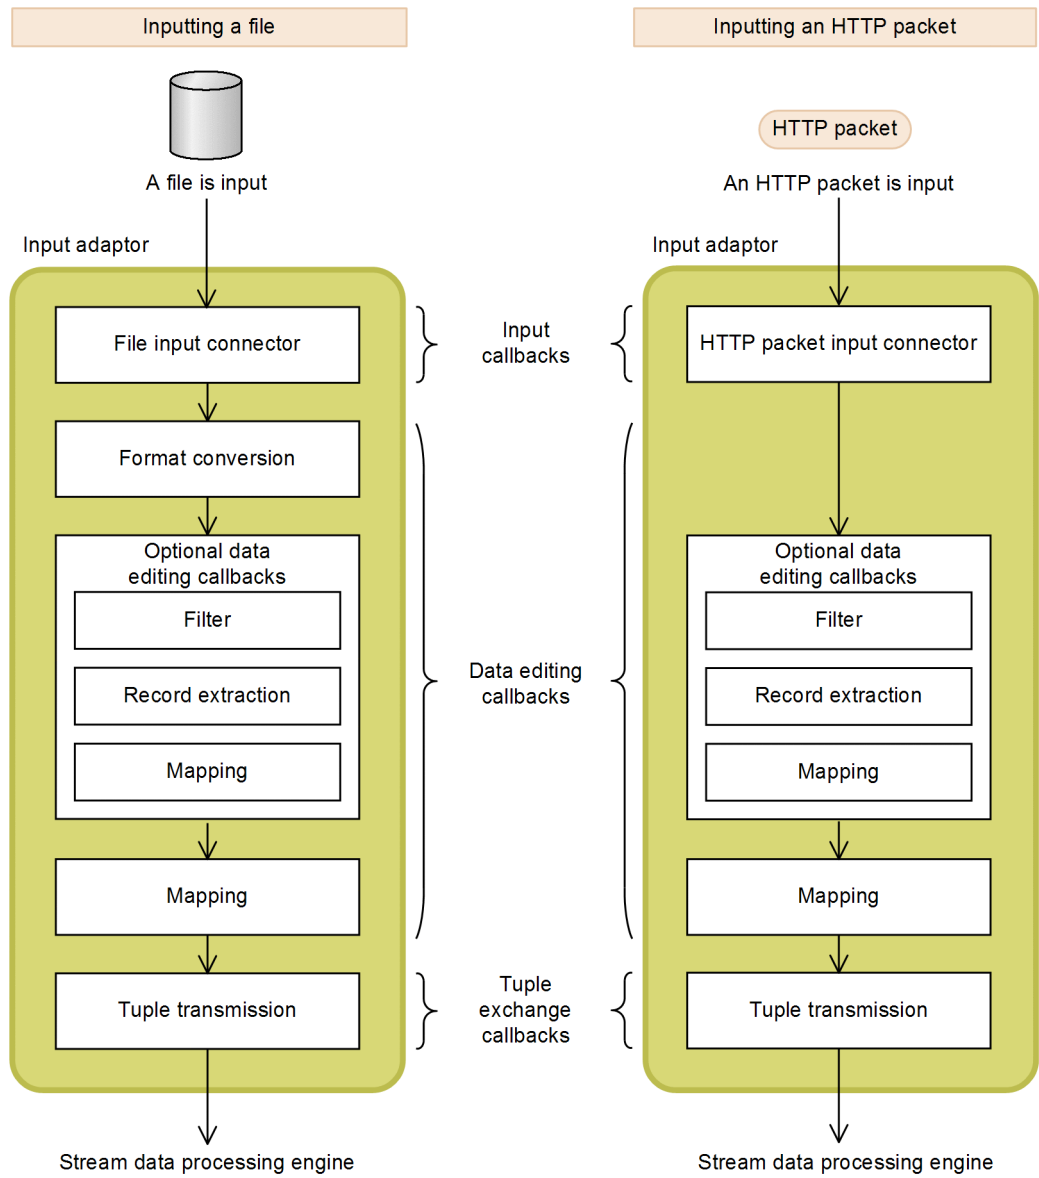 Inputting a file
A file is input
Input adaptor
File input connector
Format conversion
Optional data
editing callbacks
Filter
Record extraction
Mapping
Mapping
Tuple transmission
Stream data processing engine
Input
callbacks
Data editing
callbacks
Tuple
exchange
callbacks
Inputting an HTTP packet
HTTP packet
An HTTP packet is input
Input adaptor
HTTP packet input connector
Optional data
editing callbacks
Filter
Record extraction
Mapping
Mapping
Tuple transmission
Stream data processing engine